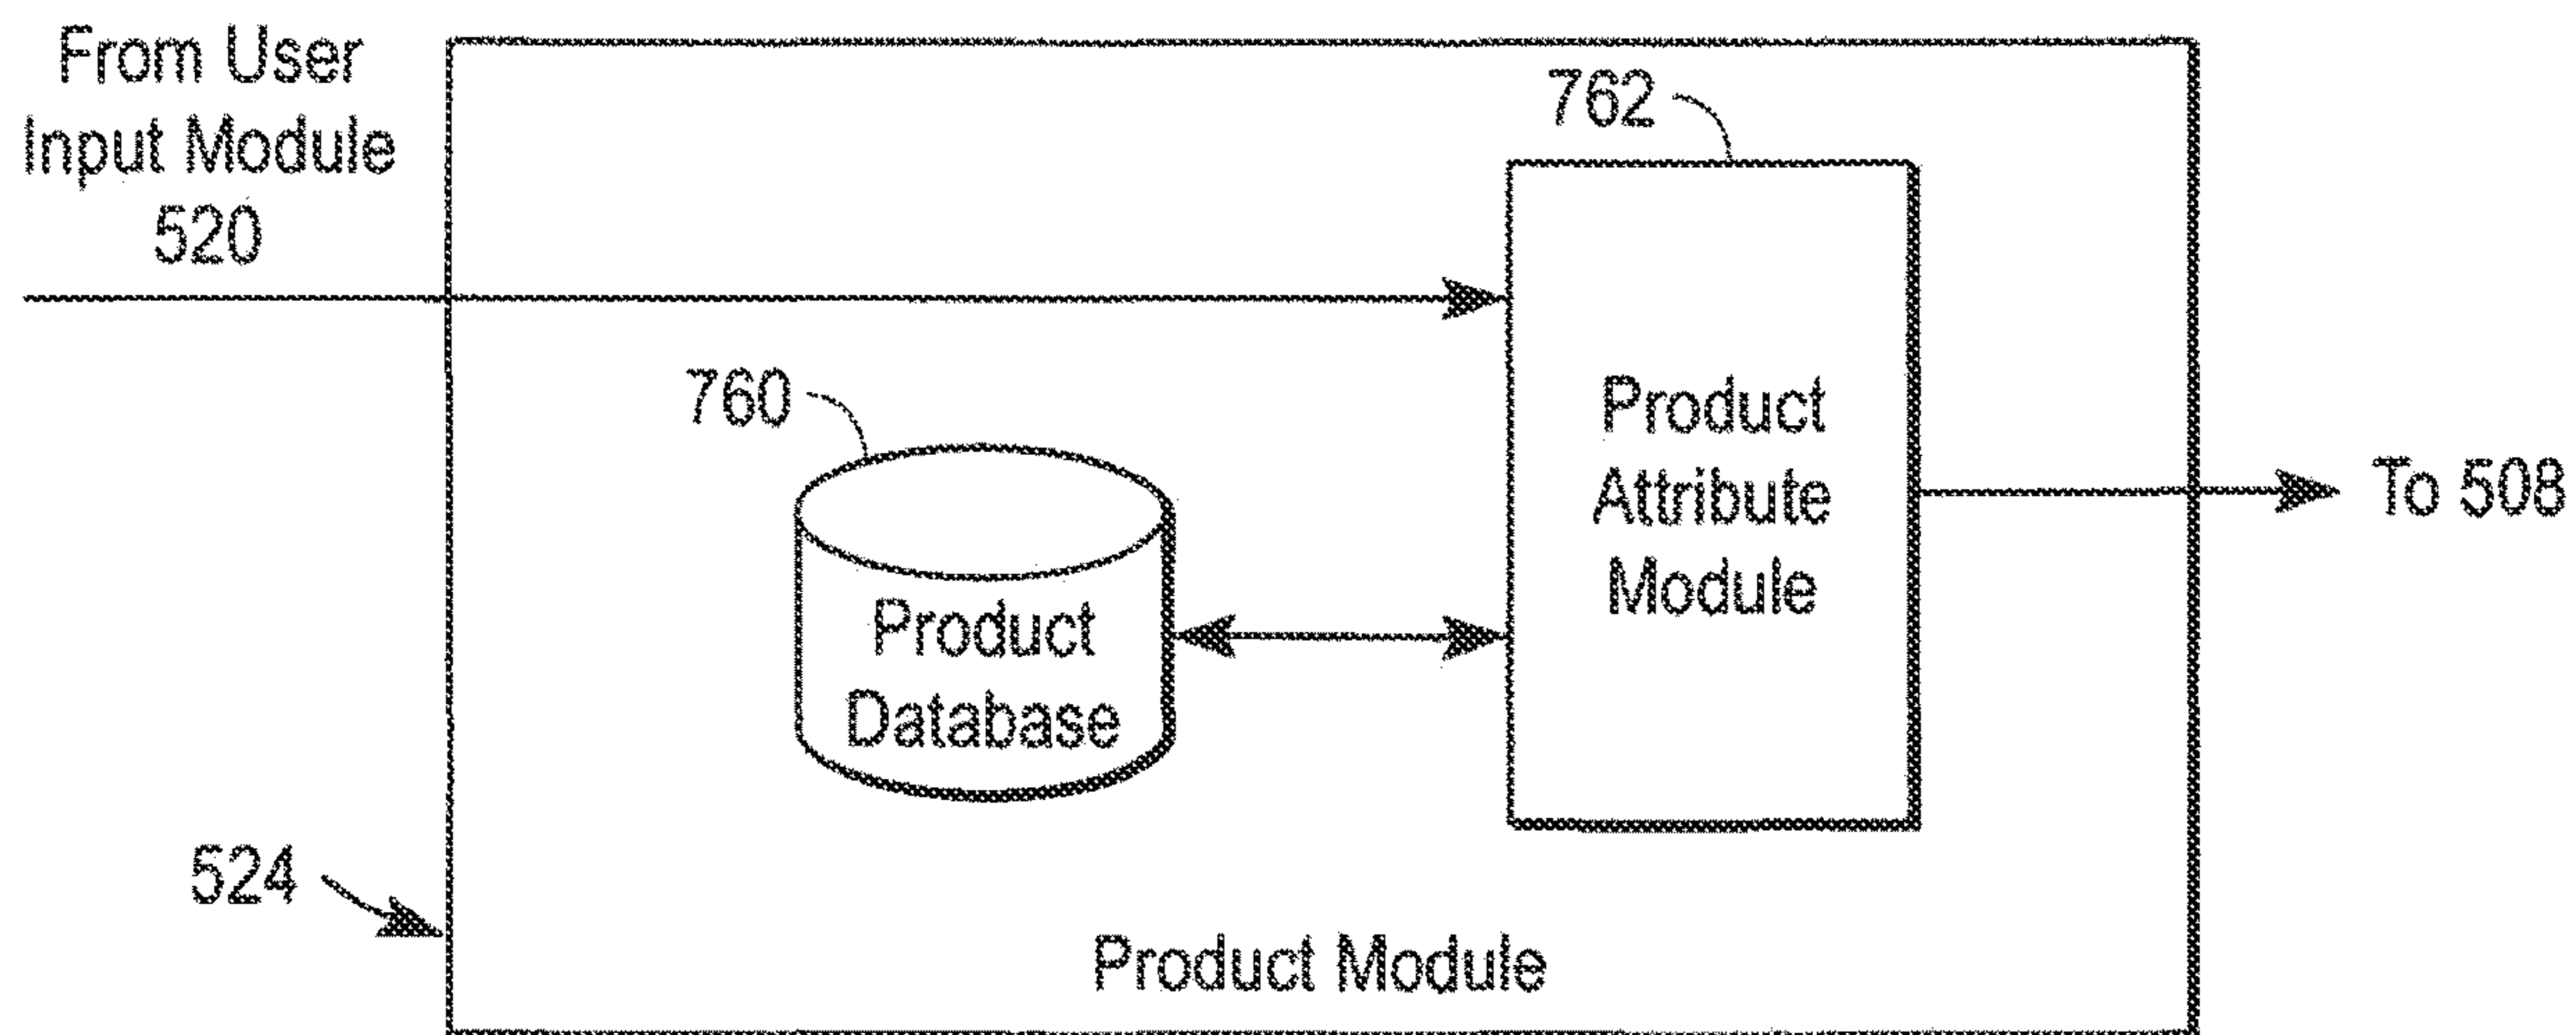 From User
Input Module
520
762
760
Product
Attribute
Module
To 508
Product
Database
524
Product Module